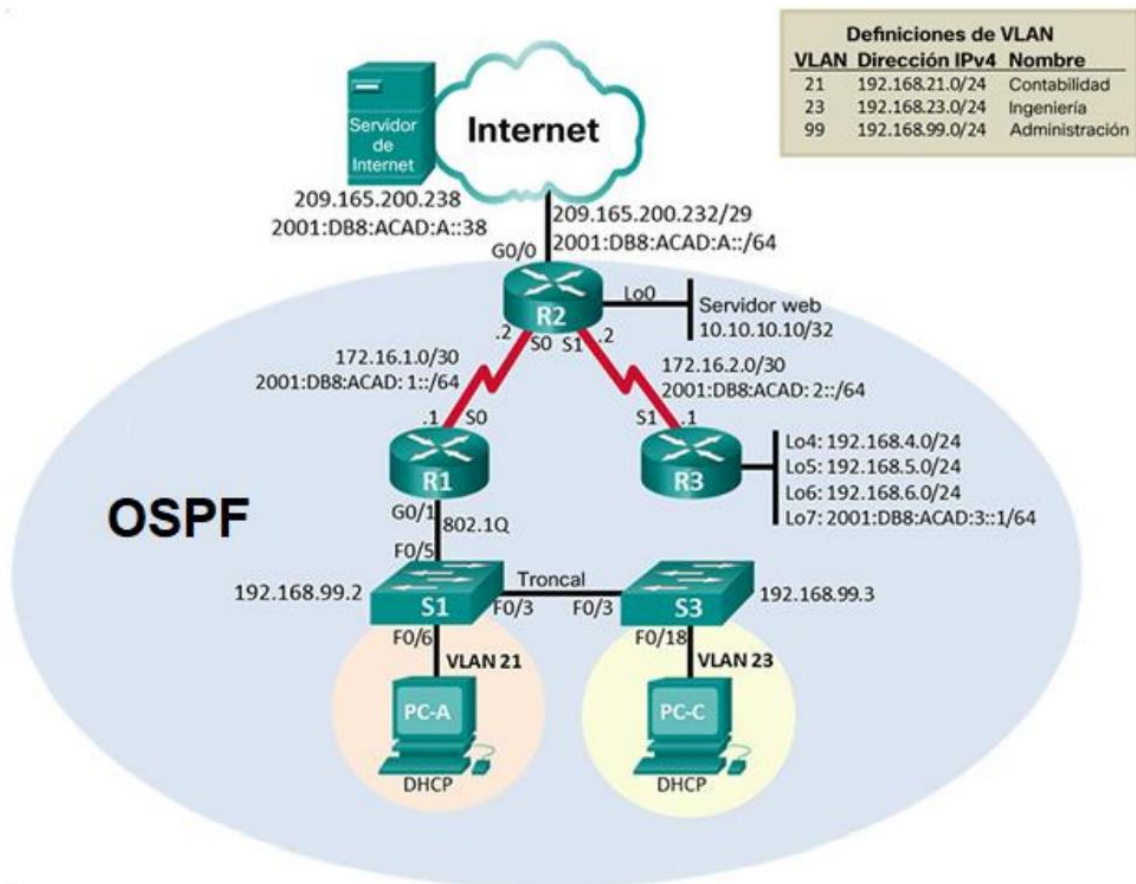 Definiciones de VLAN
VLAN Dirección IPv4 Nombre
21 192.168.21.0/24 Contabilidad
23 192.168.23.0/24 Ingeniería
99 192.168.99.0/24 Administración
Servidor
de
Internet
Internet
209.165.200.238
2001:DB8:ACAD:A::38
209.165.200.232/29
2001:DB8:ACAD:A::/64
G0/0
R2
Lo0
Servidor web
10.10.10.10/32
.2
S0
S1
.2
172.16.1.0/30
2001:DB8:ACAD: 1::/64
172.16.2.0/30
2001:DB8:ACAD: 2::/64
.1
S0
S1
.1
R1
R3
Lo4: 192.168.4.0/24
Lo5: 192.168.5.0/24
Lo6: 192.168.6.0/24
Lo7: 2001:DB8:ACAD:3::1/64
OSPF
G0/1
802.1Q
F0/5
192.168.99.2
S1
Troncal
F0/3
F0/3
S3
192.168.99.3
F0/6
F0/18
VLAN 21
VLAN 23
PC-A
PC-C
DHCP
DHCP